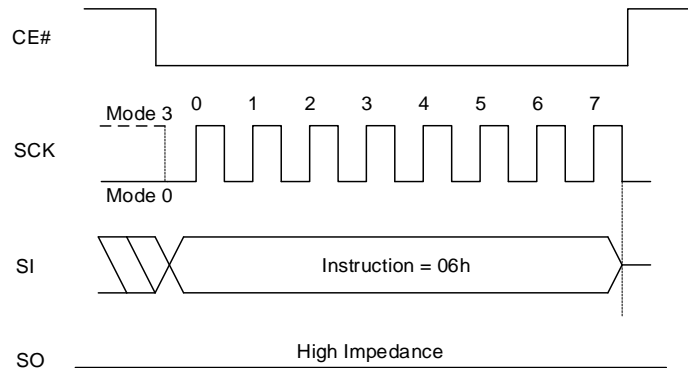 CE#
Mode 3 0 1 2 3 4 5 6 7
SCK
Mode 0
SI Instruction = 06h
High Impedance
SO